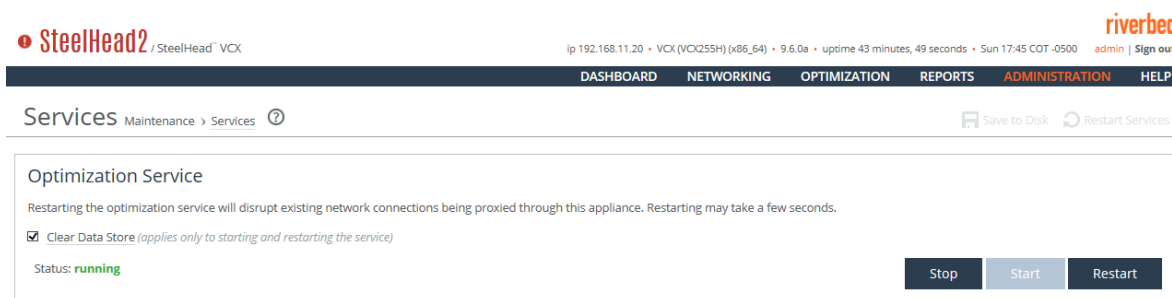 riverbed
SteelHead2 / SteelHead™ VCX
ip 192.168.11.20 • VCX (VCX255H) (x86_64) • 9.6.0a • uptime 43 minutes, 49 seconds • Sun 17:45 COT -0500 admin | Sign out
DASHBOARD NETWORKING OPTIMIZATION REPORTS ADMINISTRATION HELP
Services Maintenance › Services ?
Save to Disk Restart Services
Optimization Service
Restarting the optimization service will disrupt existing network connections being proxied through this appliance. Restarting may take a few seconds.
Clear Data Store (applies only to starting and restarting the service)
Status: running
Stop Start Restart